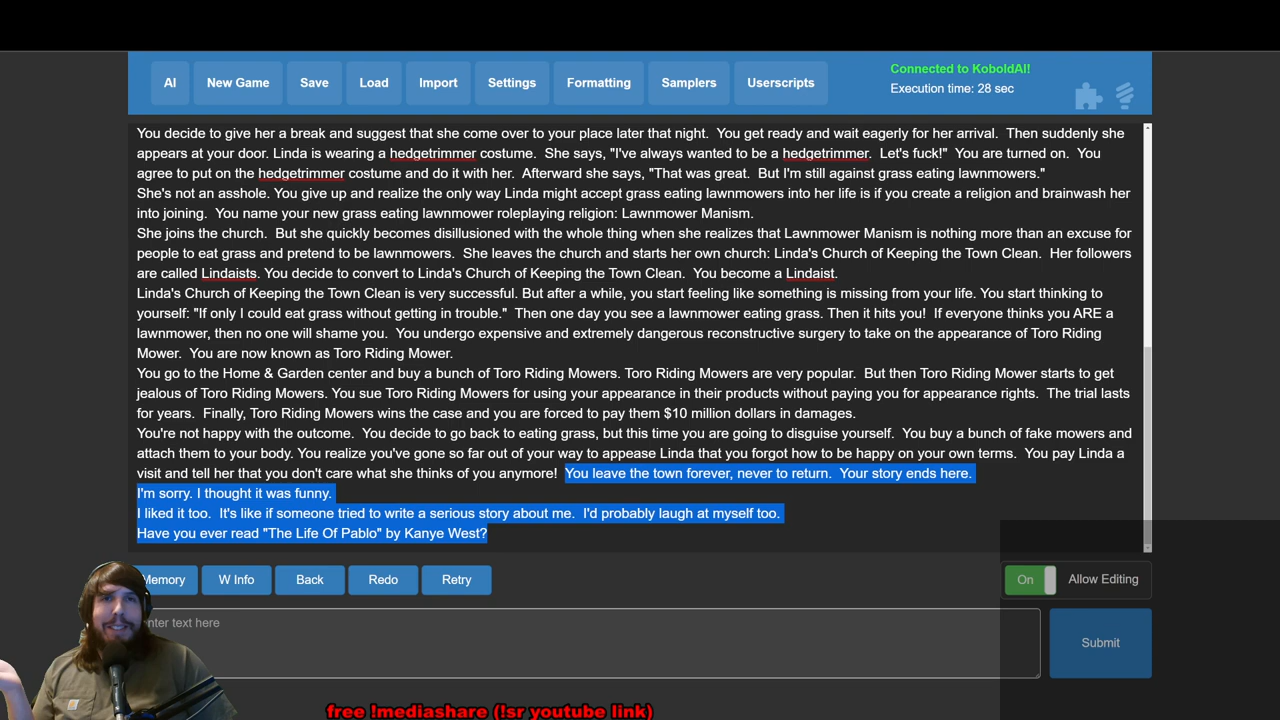 AI New Game Save Load Import Settings Formatting Samplers Userscripts
Connected to KoboldAI!
Execution time: 28 sec
You decide to give her a break and suggest that she come over to your place later that night.  You get ready and wait eagerly for her arrival.  Then suddenly she
appears at your door. Linda is wearing a hedgetrimmer costume.  She says, "I've always wanted to be a hedgetrimmer.  Let's fuck!"  You are turned on.  You
agree to put on the hedgetrimmer costume and do it with her.  Afterward she says, "That was great.  But I'm still against grass eating lawnmowers."
She's not an asshole. You give up and realize the only way Linda might accept grass eating lawnmowers into her life is if you create a religion and brainwash her
into joining.  You name your new grass eating lawnmower roleplaying religion: Lawnmower Manism.
She joins the church.  But she quickly becomes disillusioned with the whole thing when she realizes that Lawnmower Manism is nothing more than an excuse for
people to eat grass and pretend to be lawnmowers.  She leaves the church and starts her own church: Linda's Church of Keeping the Town Clean.  Her followers
are called Lindaists. You decide to convert to Linda's Church of Keeping the Town Clean.  You become a Lindaist.
Linda's Church of Keeping the Town Clean is very successful. But after a while, you start feeling like something is missing from your life. You start thinking to
yourself: "If only I could eat grass without getting in trouble."  Then one day you see a lawnmower eating grass. Then it hits you!  If everyone thinks you ARE a
lawnmower, then no one will shame you.  You undergo expensive and extremely dangerous reconstructive surgery to take on the appearance of Toro Riding
Mower.  You are now known as Toro Riding Mower.
You go to the Home & Garden center and buy a bunch of Toro Riding Mowers. Toro Riding Mowers are very popular.  But then Toro Riding Mower starts to get
jealous of Toro Riding Mowers. You sue Toro Riding Mowers for using your appearance in their products without paying you for appearance rights.  The trial lasts
for years.  Finally, Toro Riding Mowers wins the case and you are forced to pay them $10 million dollars in damages.
You're not happy with the outcome.  You decide to go back to eating grass, but this time you are going to disguise yourself.  You buy a bunch of fake mowers and
attach them to your body. You realize you've gone so far out of your way to appease Linda that you forgot how to be happy on your own terms.  You pay Linda a
visit and tell her that you don't care what she thinks of you anymore!  You leave the town forever, never to return.  Your story ends here.
I'm sorry. I thought it was funny.
I liked it too.  It's like if someone tried to write a serious story about me.  I'd probably laugh at myself too.
Have you ever read "The Life Of Pablo" by Kanye West?
Memory W Info Back Redo Retry On Allow Editing
enter text here
Submit
free !mediashare (!sr youtube link)